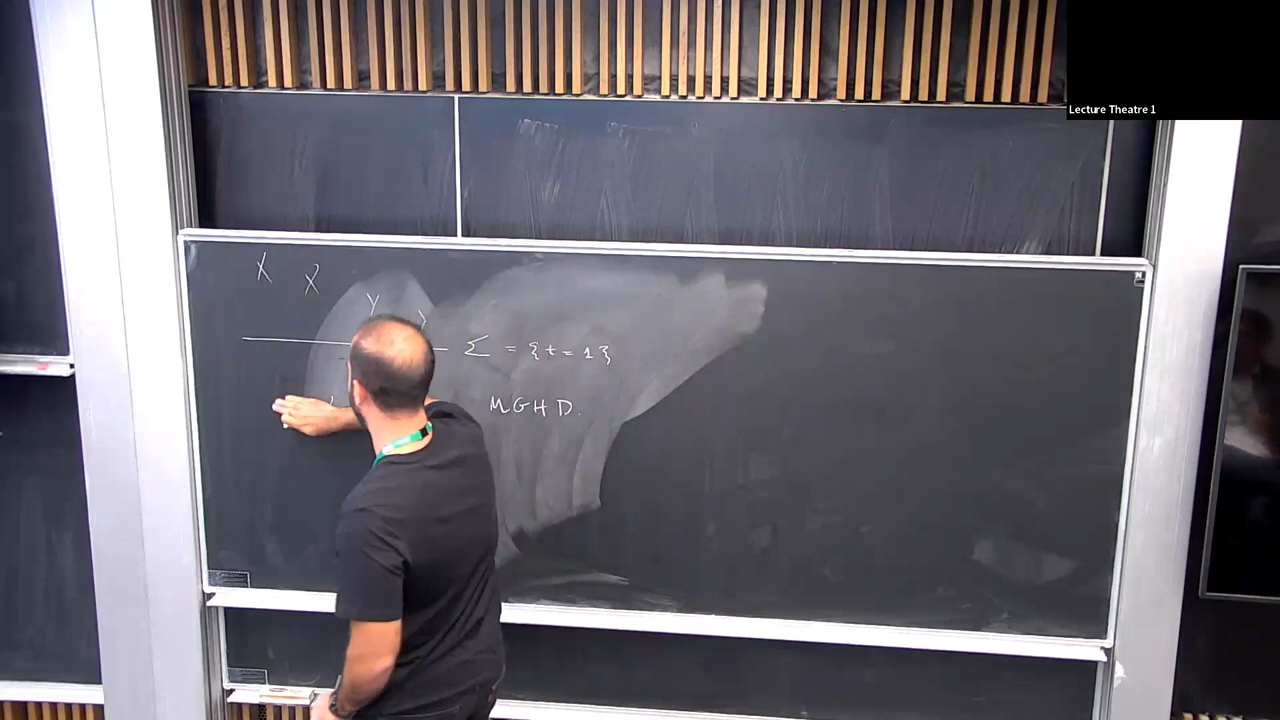 Lecture Theatre 1
X X Y
Σ = {t = 1}
MGHD.